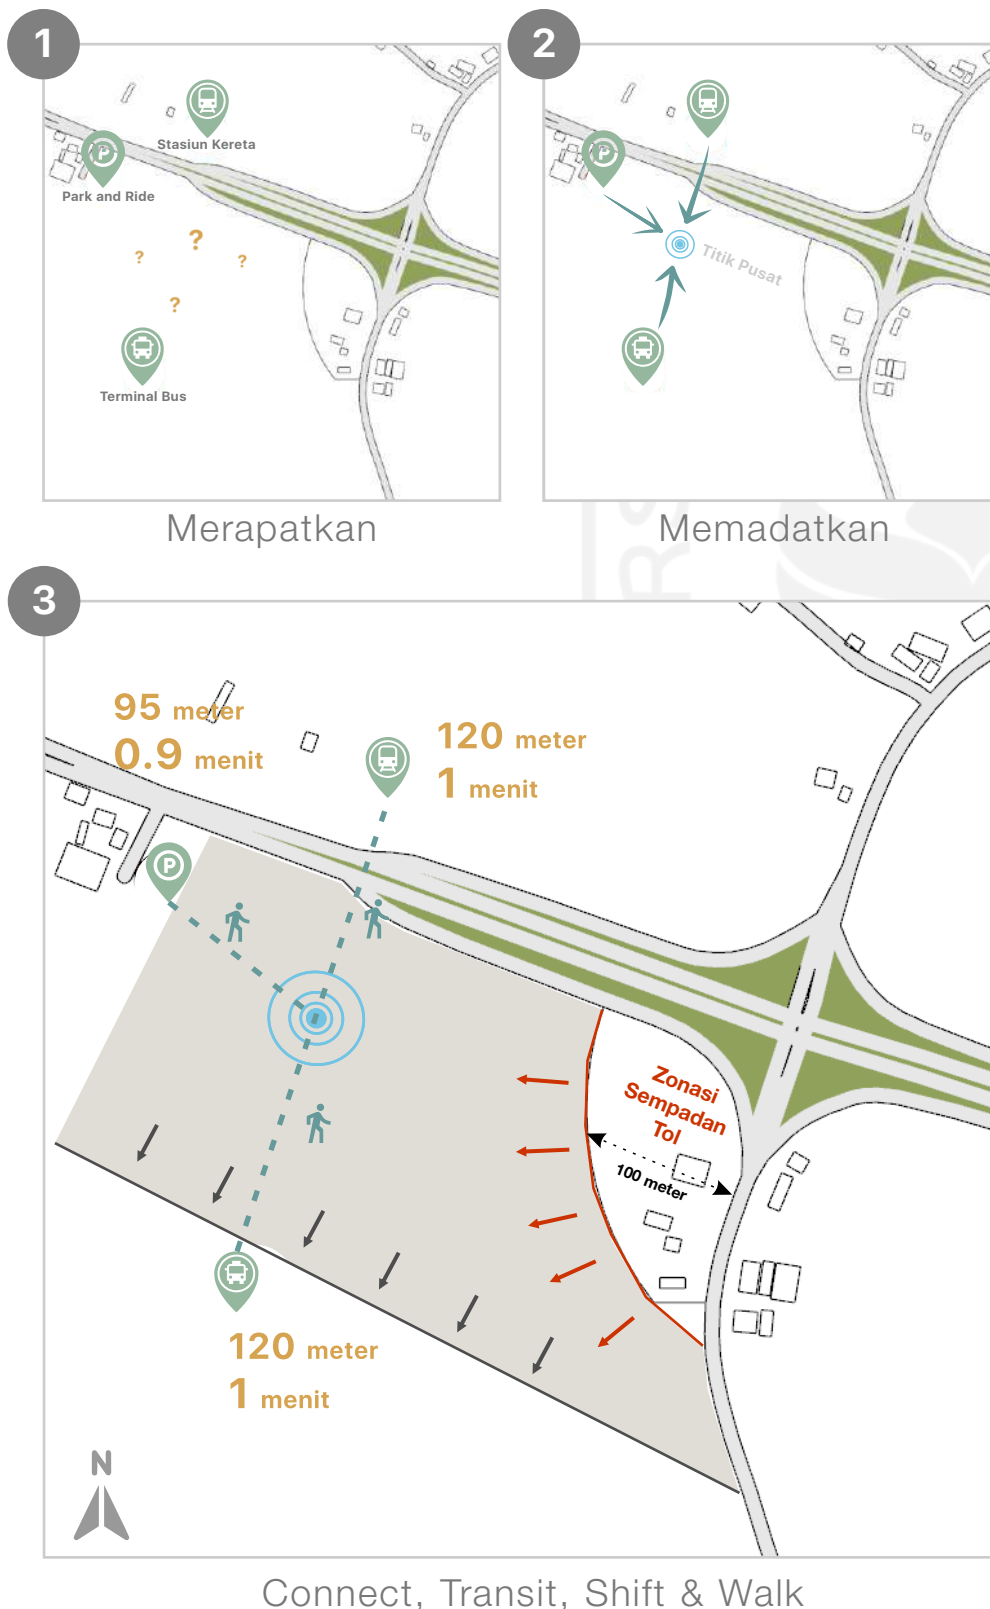 1
Stasiun Kereta
P
Park and Ride
?
?
?
?
Terminal Bus
Merapatkan
2
P
Titik Pusat
Memadatkan
RS
3
95 meter
0.9 menit
120 meter
1 menit
P
Zonasi
Sempadan
Tol
100 meter
120 meter
1 menit
N
Connect, Transit, Shift & Walk